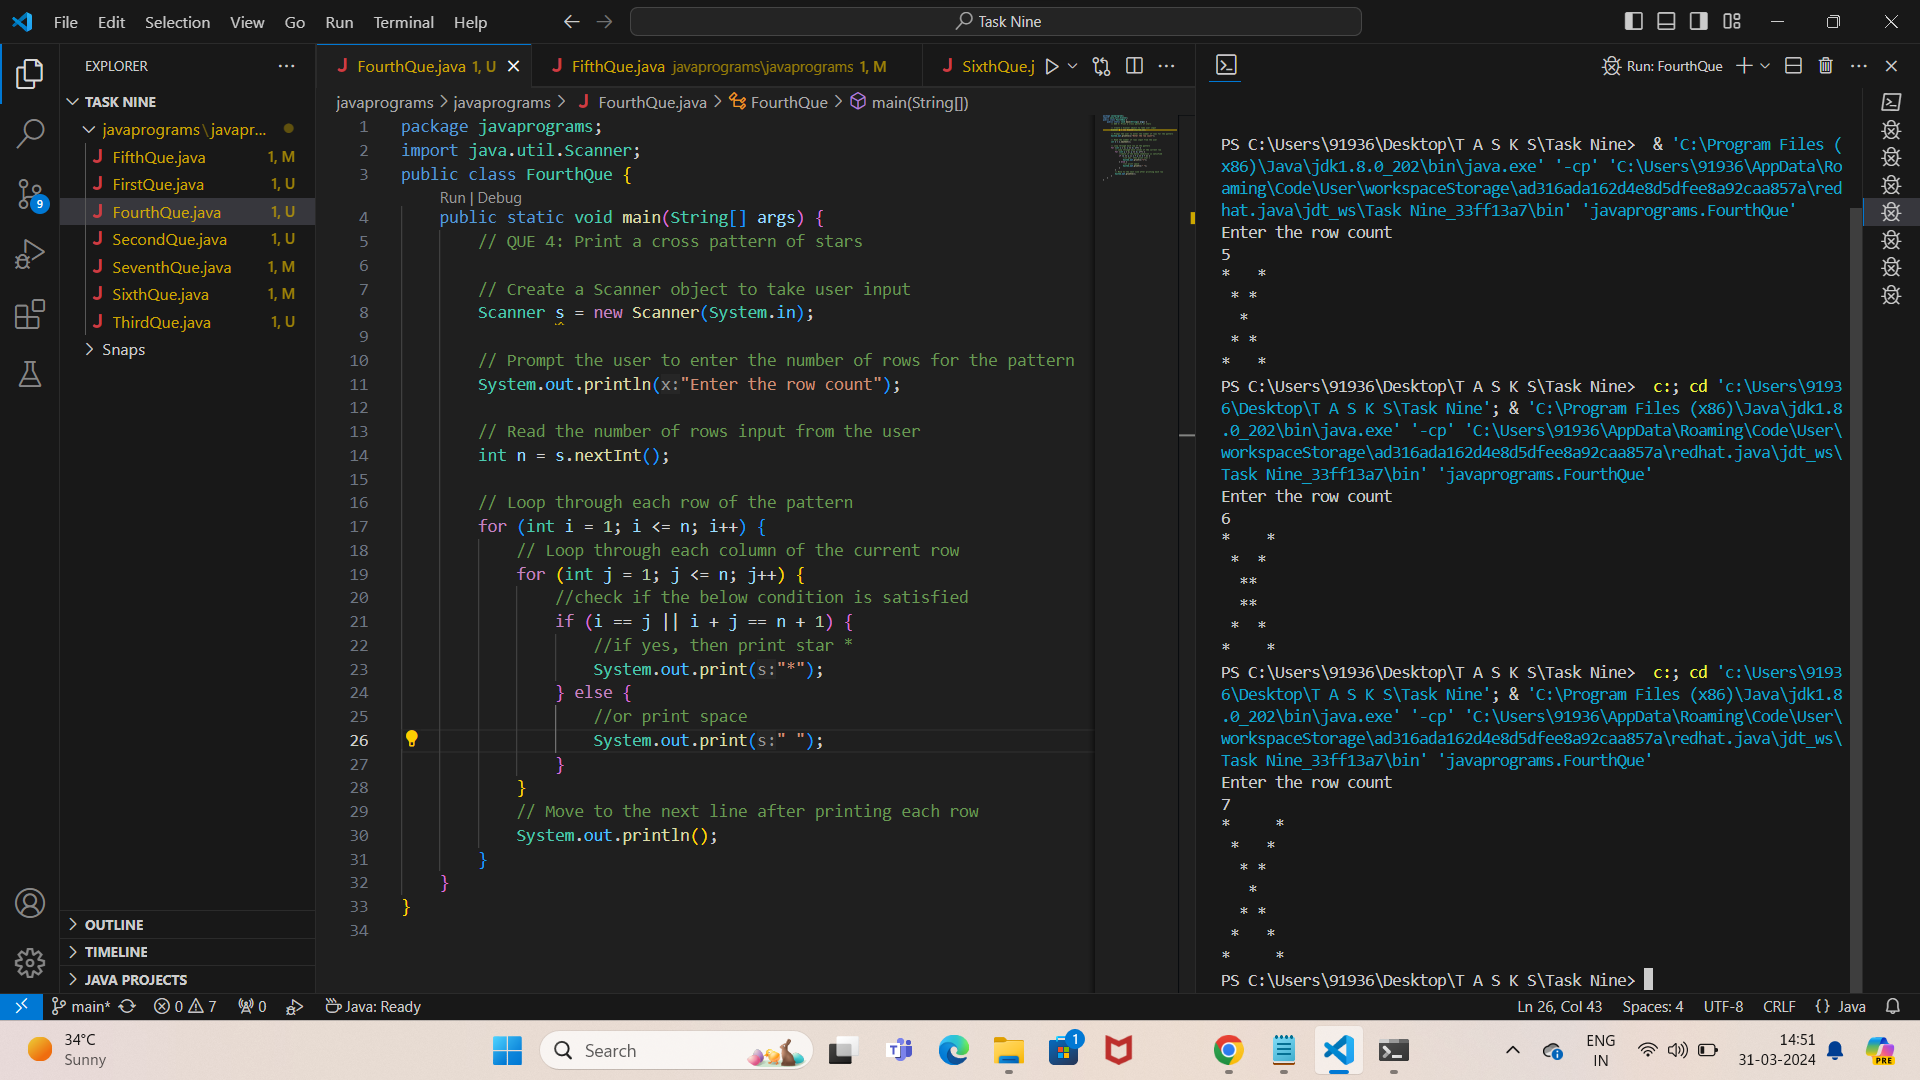 File Edit Selection View Go Run Terminal Help
Task Nine
EXPLORER
TASK NINE
javaprograms\javapr...
FifthQue.java 1, M
FirstQue.java 1, U
FourthQue.java 1, U
SecondQue.java 1, U
SeventhQue.java 1, M
SixthQue.java 1, M
ThirdQue.java 1, U
Snaps
OUTLINE
TIMELINE
JAVA PROJECTS
9
FourthQue.java 1, U
FifthQue.java javaprograms\javaprograms 1, M
SixthQue.j
javaprograms > javaprograms > FourthQue.java > FourthQue > main(String[])
1 package javaprograms;
2 import java.util.Scanner;
3 public class FourthQue {
Run | Debug
4 public static void main(String[] args) {
5 // QUE 4: Print a cross pattern of stars
6
7 // Create a Scanner object to take user input
8 Scanner s = new Scanner(System.in);
9
10 // Prompt the user to enter the number of rows for the pattern
11 System.out.println(x:"Enter the row count");
12
13 // Read the number of rows input from the user
14 int n = s.nextInt();
15
16 // Loop through each row of the pattern
17 for (int i = 1; i <= n; i++) {
18 // Loop through each column of the current row
19 for (int j = 1; j <= n; j++) {
20 //check if the below condition is satisfied
21 if (i == j || i + j == n + 1) {
22 //if yes, then print star *
23 System.out.print(s:"*");
24 } else {
25 //or print space
26 System.out.print(s:" ");
27 }
28 }
29 // Move to the next line after printing each row
30 System.out.println();
31 }
32 }
33 }
34
Run: FourthQue
PS C:\Users\91936\Desktop\T A S K S\Task Nine>  & 'C:\Program Files (
x86)\Java\jdk1.8.0_202\bin\java.exe' '-cp' 'C:\Users\91936\AppData\Ro
aming\Code\User\workspaceStorage\ad316ada162d4e8d5dfee8a92caa857a\red
hat.java\jdt_ws\Task Nine_33ff13a7\bin' 'javaprograms.FourthQue'
Enter the row count
5
*   *
 * *
  *
 * *
*   *
PS C:\Users\91936\Desktop\T A S K S\Task Nine>  c:; cd 'c:\Users\9193
6\Desktop\T A S K S\Task Nine'; & 'C:\Program Files (x86)\Java\jdk1.8
.0_202\bin\java.exe' '-cp' 'C:\Users\91936\AppData\Roaming\Code\User\
workspaceStorage\ad316ada162d4e8d5dfee8a92caa857a\redhat.java\jdt_ws\
Task Nine_33ff13a7\bin' 'javaprograms.FourthQue'
Enter the row count
6
*    *
 *  *
  **
  **
 *  *
*    *
PS C:\Users\91936\Desktop\T A S K S\Task Nine>  c:; cd 'c:\Users\9193
6\Desktop\T A S K S\Task Nine'; & 'C:\Program Files (x86)\Java\jdk1.8
.0_202\bin\java.exe' '-cp' 'C:\Users\91936\AppData\Roaming\Code\User\
workspaceStorage\ad316ada162d4e8d5dfee8a92caa857a\redhat.java\jdt_ws\
Task Nine_33ff13a7\bin' 'javaprograms.FourthQue'
Enter the row count
7
*     *
 *   *
  * *
   *
  * *
 *   *
*     *
PS C:\Users\91936\Desktop\T A S K S\Task Nine>
main* 0 7 0 Java: Ready
Ln 26, Col 43 Spaces: 4 UTF-8 CRLF {} Java
34°C
Sunny
Search
1
ENG
IN
14:51
31-03-2024
PRE